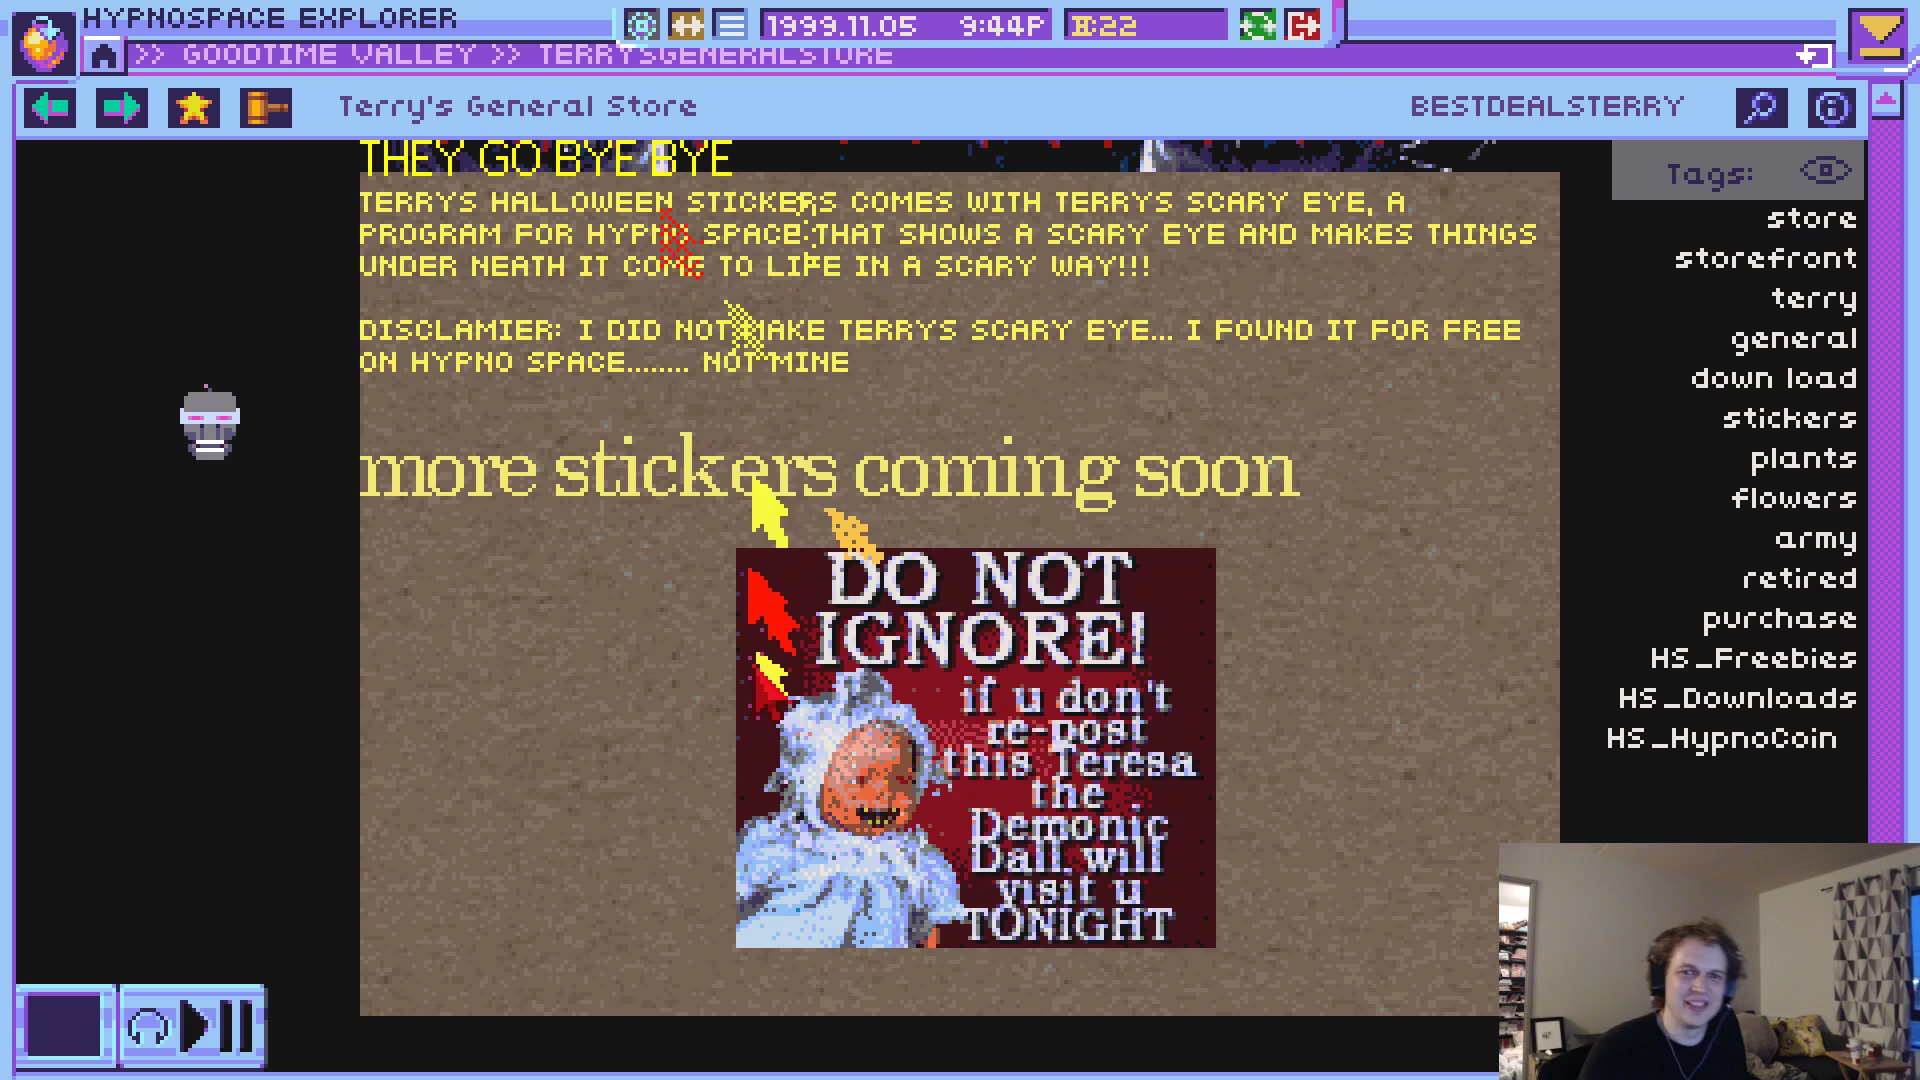 HYPNOSPACE EXPLORER
1999.11.05 9:44P
22
>> GOODTIME VALLEY >> TERRYSGENERALSTORE
Terry's General Store
BESTDEALSTERRY
THEY GO BYE BYE
TERRYS HALLOWEEN STICKERS COMES WITH TERRYS SCARY EYE, A
PROGRAM FOR HYPNO SPACE THAT SHOWS A SCARY EYE AND MAKES THINGS
UNDER NEATH IT COME TO LIFE IN A SCARY WAY!!!
DISCLAMIER: I DID NOT MAKE TERRYS SCARY EYE... I FOUND IT FOR FREE
ON HYPNO SPACE........ NOT MINE
more stickers coming soon
DO NOT
IGNORE!
if u don't
re-post
this Teresa
the
Demonic
Dall will
visit u
TONIGHT
Tags:
store
storefront
terry
general
down load
stickers
plants
flowers
army
retired
purchase
HS_Freebies
HS_Downloads
HS_HypnoCoin